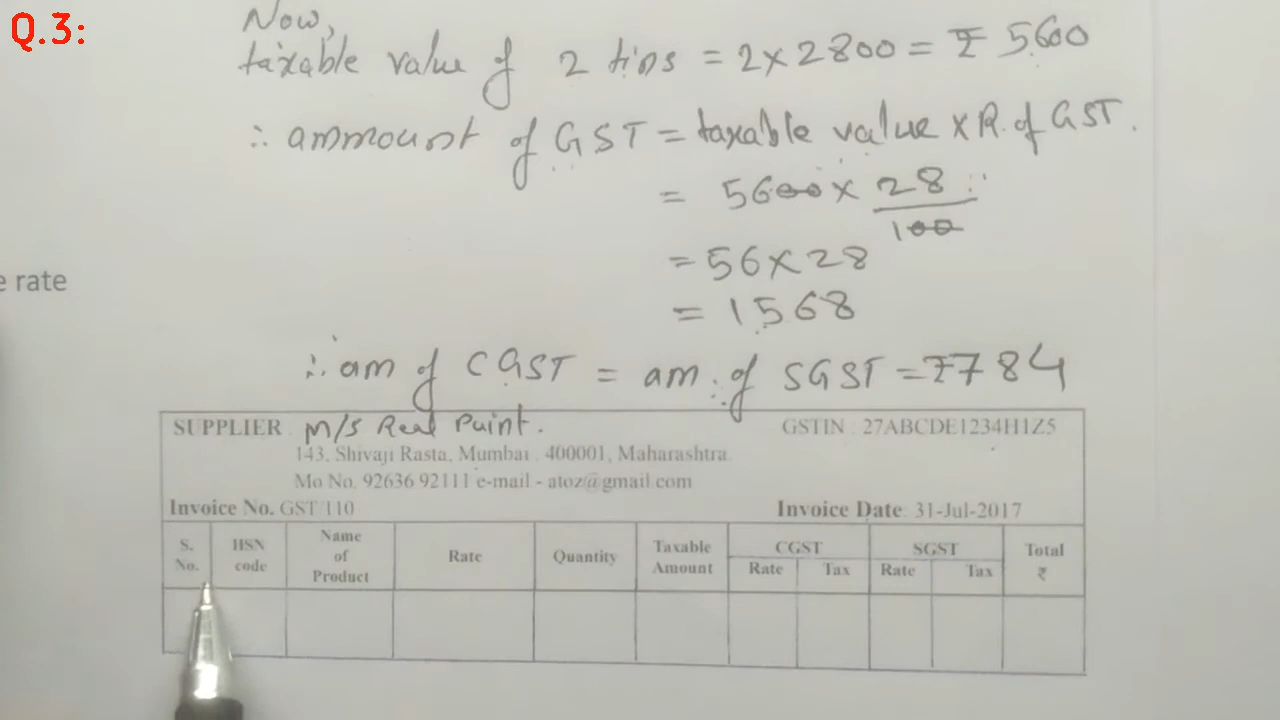 Q.3:
Now,
taxable value of 2 tins = 2 × 2800 = ₹ 5600
∴ ammount of GST = taxable value × R. of GST.
= 5600 × 28/100
e rate
= 56 × 28
= 1568
∴ am of CGST = am. of SGST = ₹784
SUPPLIER M/S Real Paint. GSTIN : 27ABCDE1234H1Z5
143, Shivaji Rasta, Mumbai 400001, Maharashtra
Mo No. 92636 92111 e-mail - atoz@gmail.com
Invoice No. GST/110 Invoice Date: 31-Jul-2017
S. No. HSN code Name of Product Rate Quantity Taxable Amount CGST SGST Total ₹
Rate Tax Rate Tax